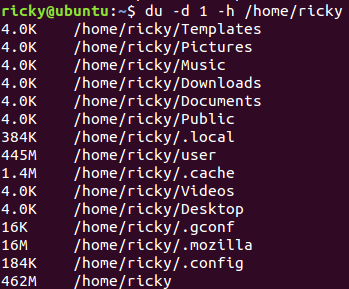 ricky@ubuntu:~$ du -d 1 -h /home/ricky
4.0K /home/ricky/Templates
4.0K /home/ricky/Pictures
4.0K /home/ricky/Music
4.0K /home/ricky/Downloads
4.0K /home/ricky/Documents
4.0K /home/ricky/Public
384K /home/ricky/.local
445M /home/ricky/user
1.4M /home/ricky/.cache
4.0K /home/ricky/Videos
4.0K /home/ricky/Desktop
16K /home/ricky/.gconf
16M /home/ricky/.mozilla
184K /home/ricky/.config
462M /home/ricky